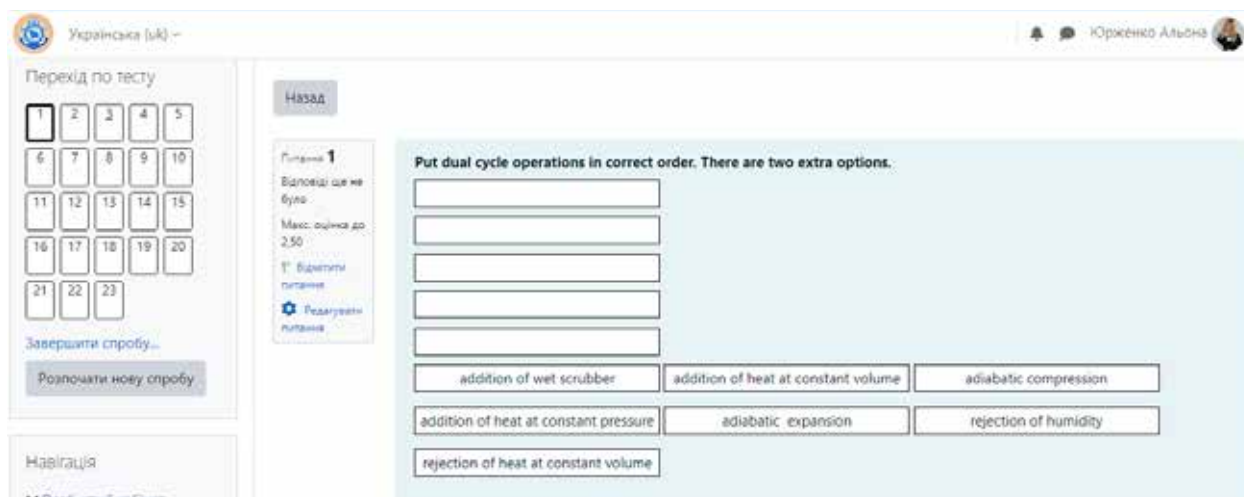 Українська (uk)
Юрженко Альона
Перехід по тесту
1 2 3 4 5
6 7 8 9 10
11 12 13 14 15
16 17 18 19 20
21 22 23
Завершити спробу...
Розпочати нову спробу
Навігація
Назад
Питання 1
Відповіді ще не
було
Макс. оцінка до
2,50
Відмітити
питання
Редагувати
питання
Put dual cycle operations in correct order. There are two extra options.
addition of wet scrubber
addition of heat at constant volume
adiabatic compression
addition of heat at constant pressure
adiabatic expansion
rejection of humidity
rejection of heat at constant volume